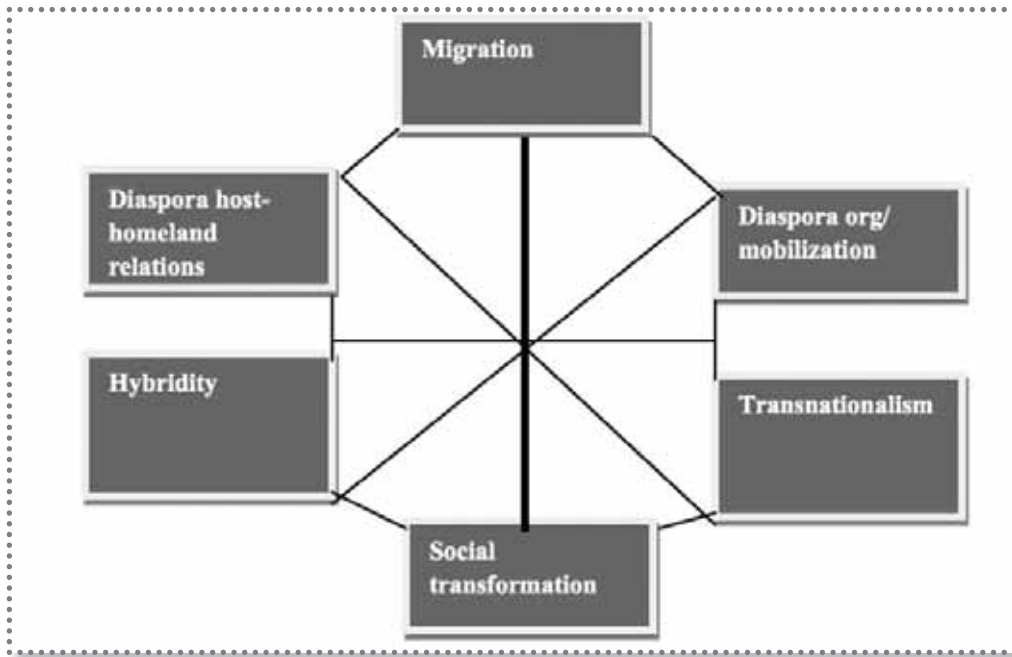 Migration
Diaspora host-
homeland
relations
Diaspora org/
mobilization
Hybridity
Transnationalism
Social
transformation